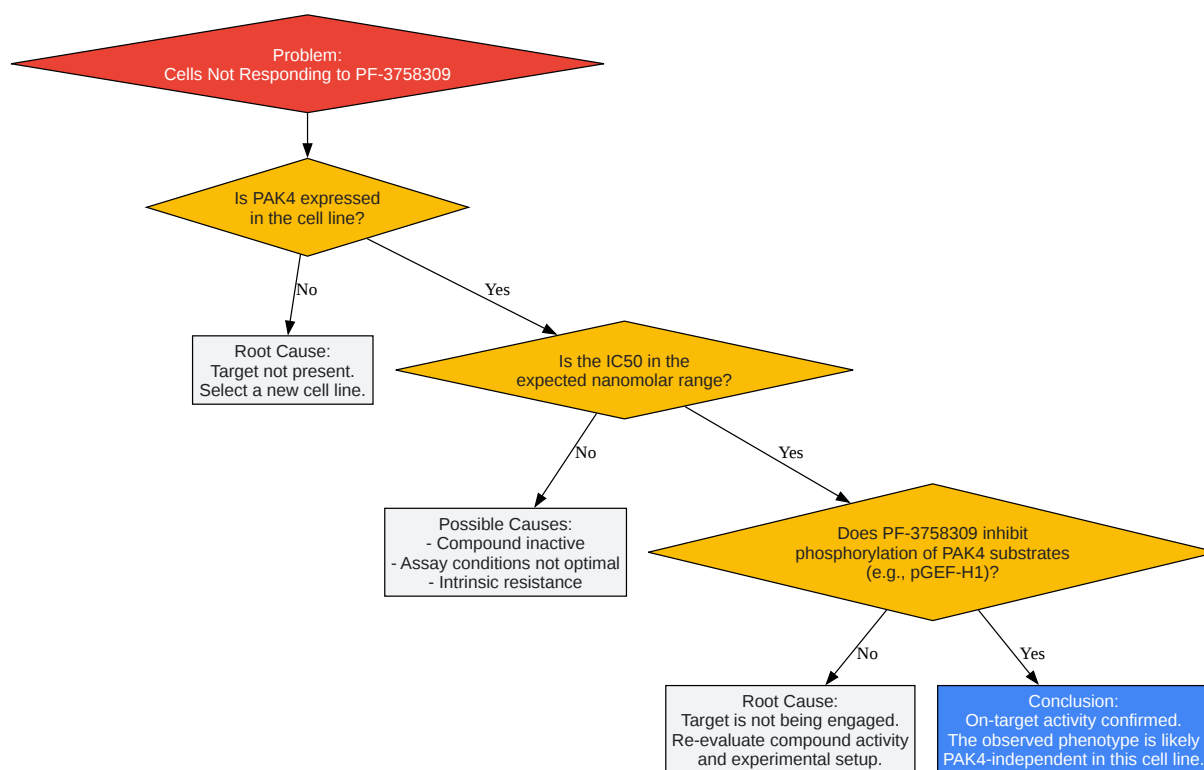 Problem:
Cells Not Responding to PF-3758309
Is PAK4 expressed
in the cell line?
No
Yes
Root Cause:
Target not present.
Select a new cell line.
Is the IC50 in the
expected nanomolar range?
No
Yes
Possible Causes:
- Compound inactive
- Assay conditions not optimal
- Intrinsic resistance
Does PF-3758309 inhibit
phosphorylation of PAK4 substrates
(e.g., pGEF-H1)?
No
Yes
Root Cause:
Target is not being engaged.
Re-evaluate compound activity
and experimental setup.
Conclusion:
On-target activity confirmed.
The observed phenotype is likely
PAK4-independent in this cell line.